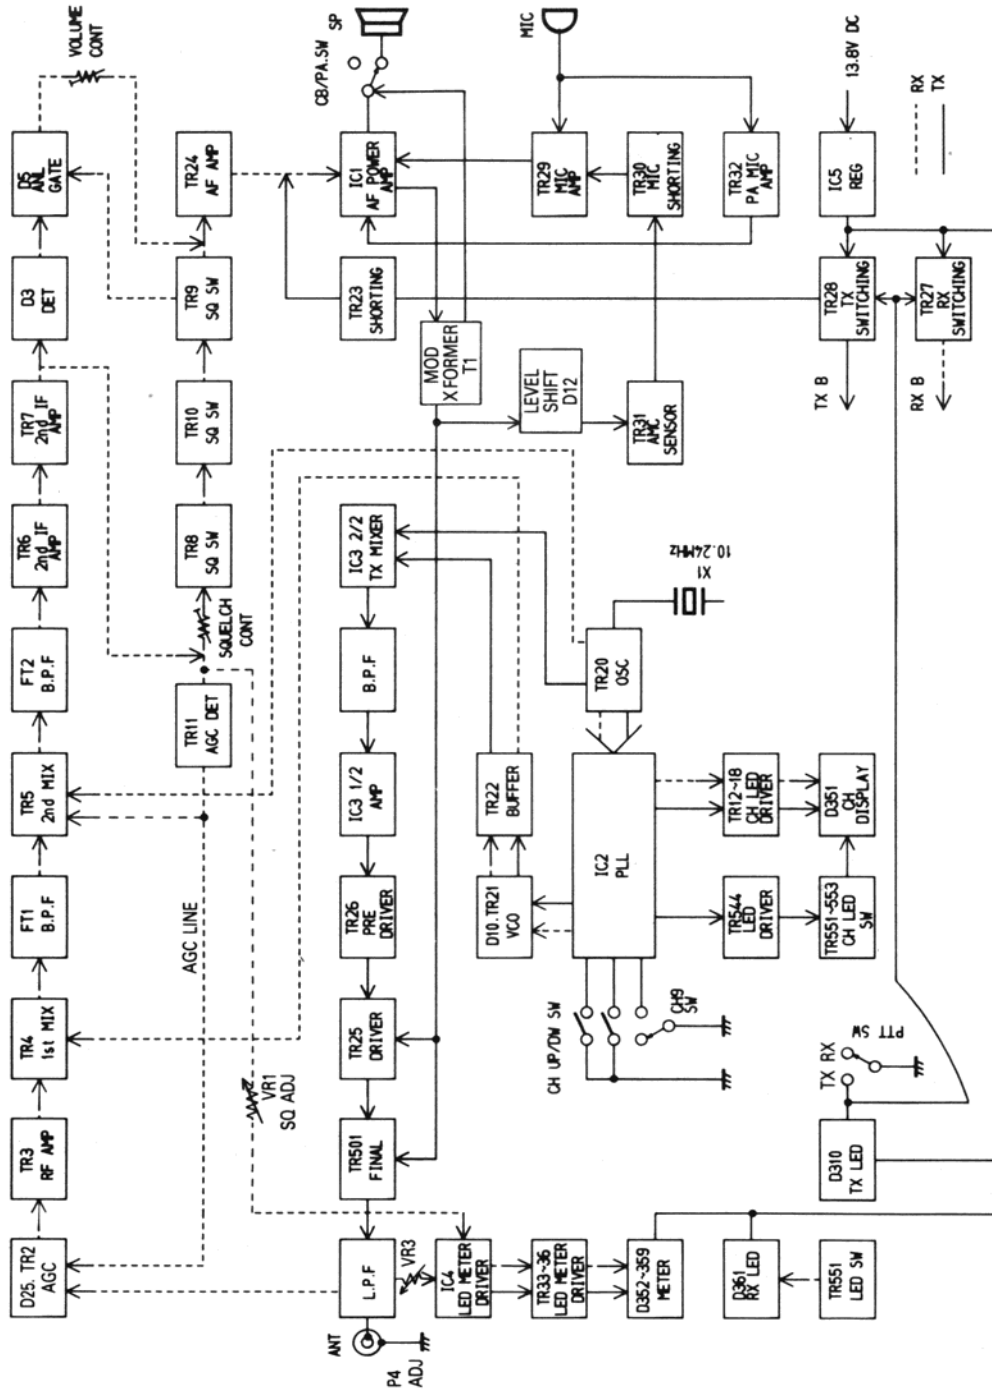 D25. TR2
AGC
TR3
RF AMP
TR4
1st MIX
FT1
B.P.F
TR5
2nd MIX
FT2
B.P.F
TR6
2nd IF
AMP
TR7
2nd IF
AMP
D3
DET
D5
ANL
GATE
VOLUME
CONT
AGC LINE
TR11
AGC DET
SQUELCH
CONT
TR8
SQ SW
TR10
SQ SW
TR9
SQ SW
TR24
AF AMP
VR1
SQ ADJ
ANT
P4
ADJ
L.P.F
VR3
TR501
FINAL
TR25
DRIVER
TR26
PRE
DRIVER
IC3 1/2
AMP
B.P.F
IC3 2/2
TX MIXER
MOD
XFORMER
T1
TR23
SHORTING
IC1
AF POWER
AMP
CB/PA.SW
SP
IC4
LED METER
DRIVER
TR33~36
LED METER
DRIVER
D352~359
METER
D361
RX LED
TR551
LED SW
D10.TR21
VCO
TR22
BUFFER
LEVEL
SHIFT
D12
TR31
AMC
SENSOR
TR29
MIC
AMP
TR30
MIC
SHORTING
TR32
PA MIC
AMP
MIC
CH UP/DW SW
CH9
SW
IC2
PLL
TR20
OSC
X1
10.24MHz
TR544
LED
DRIVER
TR12~18
CH LED
DRIVER
TR551~553
CH LED
SW
D351
CH
DISPLAY
D310
TX LED
TX RX
PTT SW
TX B
RX B
TR28
TX
SWITCHING
TR27
RX
SWITCHING
IC5
REG
13.8V DC
RX
TX